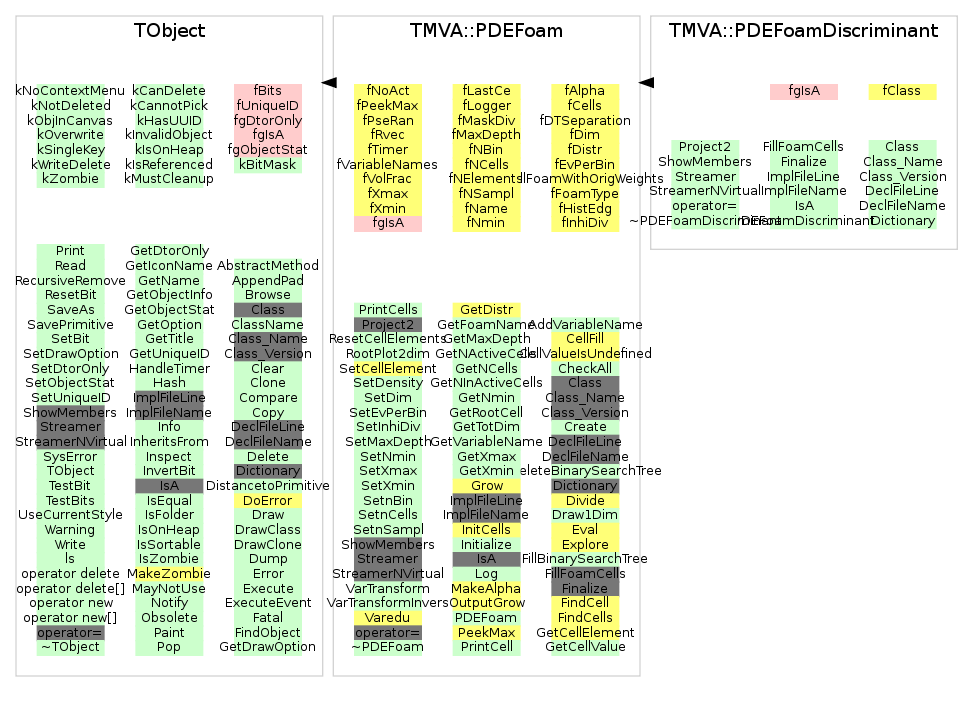 TObject
kNoContextMenu
kNotDeleted
kObjInCanvas
kOverwrite
kSingleKey
kWriteDelete
kZombie
kCanDelete
kCannotPick
kHasUUID
kInvalidObject
kIsOnHeap
kIsReferenced
kMustCleanup
fBits
fUniqueID
fgDtorOnly
fgIsA
fgObjectStat
kBitMask
Print
Read
RecursiveRemove
ResetBit
SaveAs
SavePrimitive
SetBit
SetDrawOption
SetDtorOnly
SetObjectStat
SetUniqueID
ShowMembers
Streamer
StreamerNVirtual
SysError
TObject
TestBit
TestBits
UseCurrentStyle
Warning
Write
ls
operator delete
operator delete[]
operator new
operator new[]
operator=
~TObject
GetDtorOnly
GetIconName
GetName
GetObjectInfo
GetObjectStat
GetOption
GetTitle
GetUniqueID
HandleTimer
Hash
ImplFileLine
ImplFileName
Info
InheritsFrom
Inspect
InvertBit
IsA
IsEqual
IsFolder
IsOnHeap
IsSortable
IsZombie
MakeZombie
MayNotUse
Notify
Obsolete
Paint
Pop
AbstractMethod
AppendPad
Browse
Class
ClassName
Class_Name
Class_Version
Clear
Clone
Compare
Copy
DeclFileLine
DeclFileName
Delete
Dictionary
DistancetoPrimitive
DoError
Draw
DrawClass
DrawClone
Dump
Error
Execute
ExecuteEvent
Fatal
FindObject
GetDrawOption
TMVA::PDEFoam
fNoAct
fPeekMax
fPseRan
fRvec
fTimer
fVariableNames
fVolFrac
fXmax
fXmin
fgIsA
fLastCe
fLogger
fMaskDiv
fMaxDepth
fNBin
fNCells
fNElements
fNSampl
fName
fNmin
fAlpha
fCells
fDTSeparation
fDim
fDistr
fEvPerBin
llFoamWithOrigWeights
fFoamType
fHistEdg
fInhiDiv
PrintCells
Project2
ResetCellElements
RootPlot2dim
SetCellElement
SetDensity
SetDim
SetEvPerBin
SetInhiDiv
SetMaxDepth
SetNmin
SetXmax
SetXmin
SetnBin
SetnCells
SetnSampl
ShowMembers
Streamer
StreamerNVirtual
VarTransform
VarTransformInvers
Varedu
operator=
~PDEFoam
GetDistr
GetFoamName
GetMaxDepth
GetNActiveCells
GetNCells
GetNInActiveCells
GetNmin
GetRootCell
GetTotDim
GetVariableName
GetXmax
GetXmin
Grow
ImplFileLine
ImplFileName
InitCells
Initialize
IsA
Log
MakeAlpha
OutputGrow
PDEFoam
PeekMax
PrintCell
AddVariableName
CellFill
CellValueIsUndefined
CheckAll
Class
Class_Name
Class_Version
Create
DeclFileLine
DeclFileName
eleteBinarySearchTree
Dictionary
Divide
Draw1Dim
Eval
Explore
FillBinarySearchTree
FillFoamCells
Finalize
FindCell
FindCells
GetCellElement
GetCellValue
TMVA::PDEFoamDiscriminant
fgIsA
fClass
Project2
ShowMembers
Streamer
StreamerNVirtual
operator=
~PDEFoamDiscriminant
FillFoamCells
Finalize
ImplFileLine
ImplFileName
IsA
PDEFoamDiscriminant
Class
Class_Name
Class_Version
DeclFileLine
DeclFileName
Dictionary